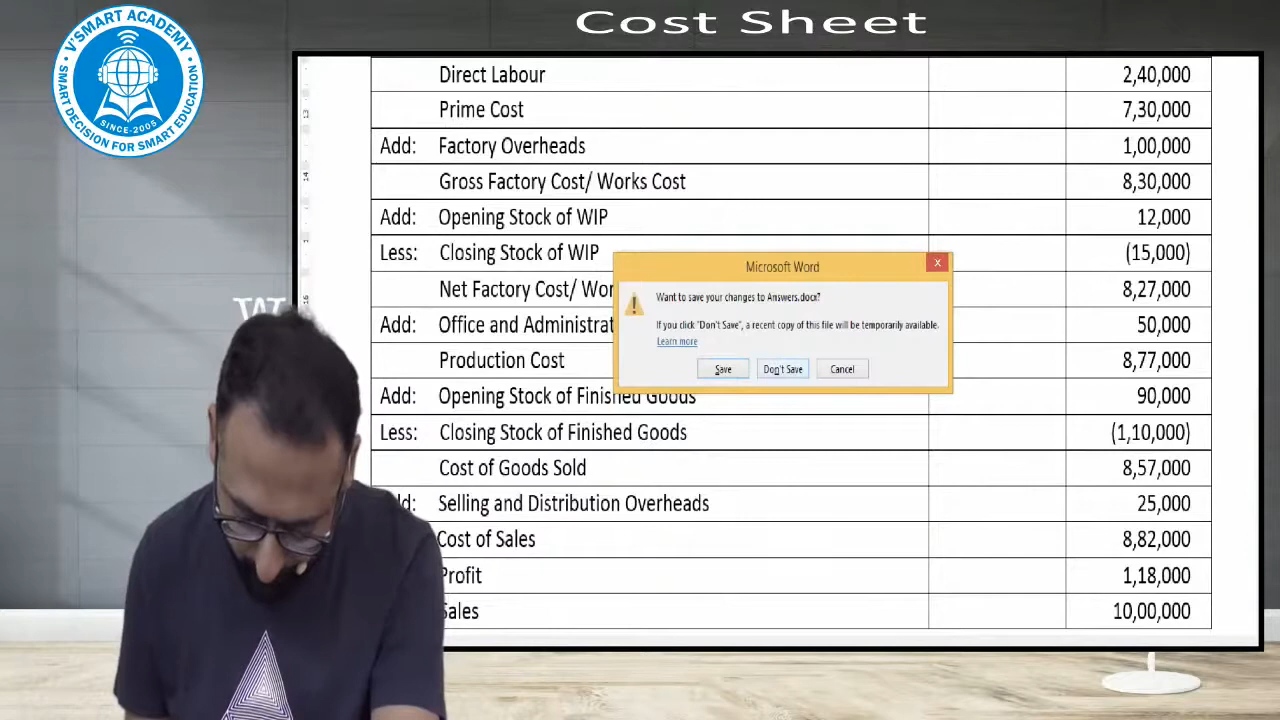 Cost Sheet
V'SMART ACADEMY
SINCE-2005
SMART DECISION FOR SMART EDUCATION
Direct Labour 2,40,000
Prime Cost 7,30,000
Add: Factory Overheads 1,00,000
Gross Factory Cost/ Works Cost 8,30,000
Add: Opening Stock of WIP 12,000
Less: Closing Stock of WIP (15,000)
Net Factory Cost/ 8,27,000
Add: Office and 50,000
Production Cost 8,77,000
Add: Opening Stock of Finished Goods 90,000
Less: Closing Stock of Finished Goods (1,10,000)
Cost of Goods Sold 8,57,000
Selling and Distribution Overheads 25,000
Cost of Sales 8,82,000
Profit 1,18,000
Sales 10,00,000
Microsoft Word
Want to save your changes to Answers.docx?
If you click "Don't Save", a recent copy of this file will be temporarily available.
Learn more
Save Don't Save Cancel
13
14
16